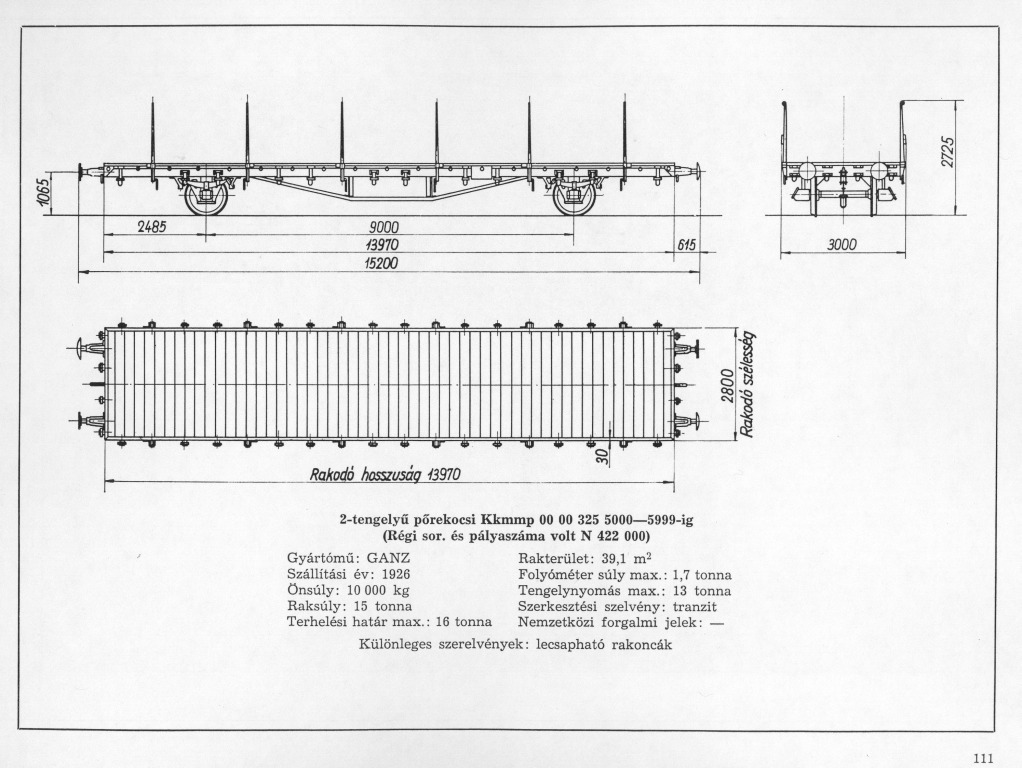 1065
2725
2485
9000
13970
615
15200
3000
2800
Rakodó szélesség
30
Rakodó hosszuság 13970
2-tengelyű pőrekocsi Kkmmp 00 00 325 5000—5999-ig
(Régi sor. és pályaszáma volt N 422 000)
Gyártómű: GANZ
Szállítási év: 1926
Önsúly: 10 000 kg
Raksúly: 15 tonna
Terhelési határ max.: 16 tonna
Rakterület: 39,1 m²
Folyóméter súly max.: 1,7 tonna
Tengelynyomás max.: 13 tonna
Szerkesztési szelvény: tranzit
Nemzetközi forgalmi jelek: —
Különleges szerelvények: lecsapható rakoncák
111